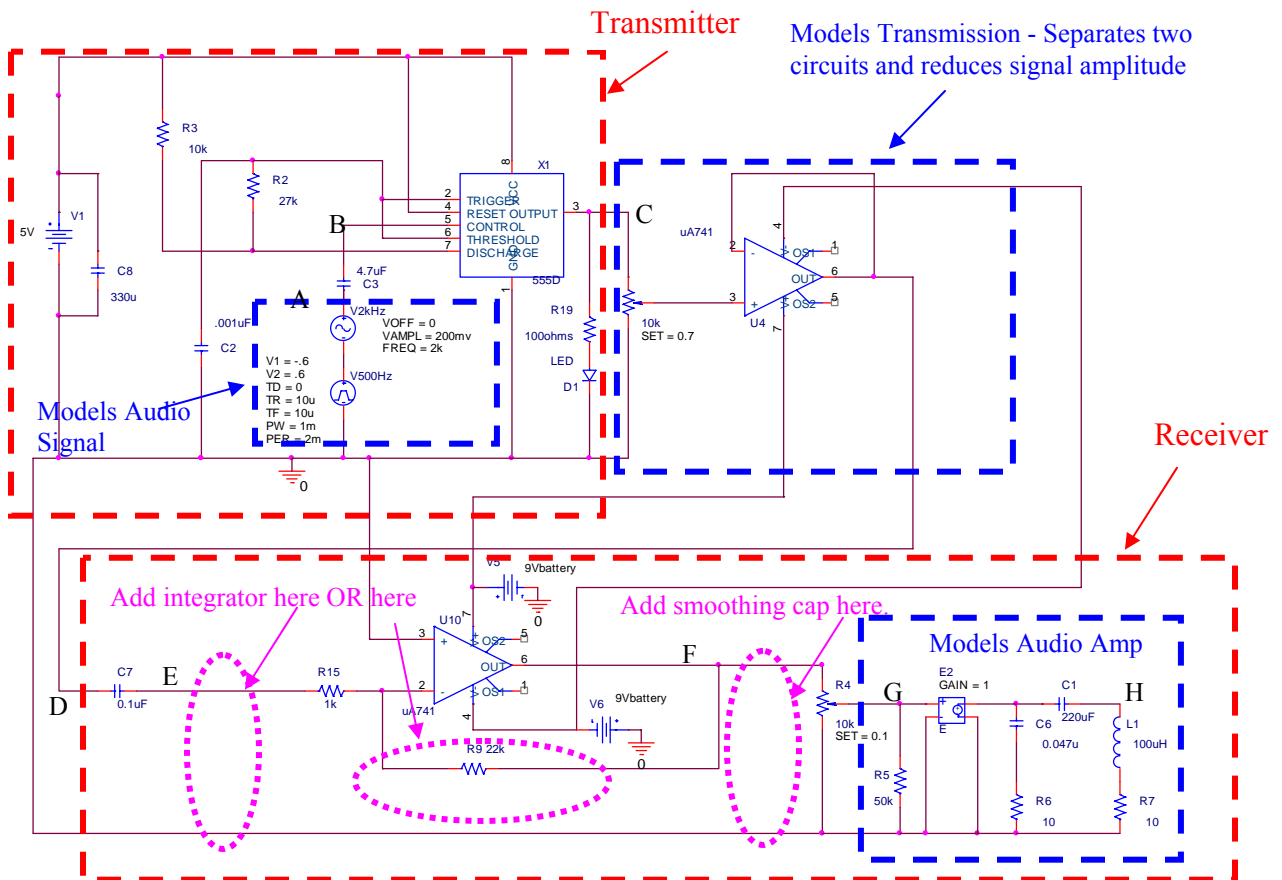 Transmitter
Models Transmission - Separates two
circuits and reduces signal amplitude
R3
10k
R2
27k
8
X1
VCC
2
TRIGGER
4
RESET OUTPUT
3
5
CONTROL
6
THRESHOLD
7
DISCHARGE
GND
555D
1
V1
5V
C8
330u
B
C
4.7uF
C3
A
V2kHz
VOFF = 0
VAMPL = 200mv
FREQ = 2k
.001uF
C2
V1 = -.6
V2 = .6
TD = 0
TR = 10u
TF = 10u
PW = 1m
PER = 2m
V500Hz
Models Audio
Signal
0
R19
100ohms
LED
D1
10k
SET = 0.7
uA741
4
2
-
V-
OS1
1
OUT
6
3
+
V+
OS2
5
U4
7
Receiver
V5
9Vbattery
0
Add integrator here OR here
Add smoothing cap here.
Models Audio Amp
U10
7
3
+
V+
OS2
5
OUT
6
2
-
V-
OS1
1
uA741
4
F
D
C7
0.1uF
E
R15
1k
V6
9Vbattery
0
R9 22k
R4
10k
SET = 0.1
G
E2
GAIN = 1
+
-
E
C1
220uF
H
C6
0.047u
L1
100uH
R5
50k
R6
10
R7
10